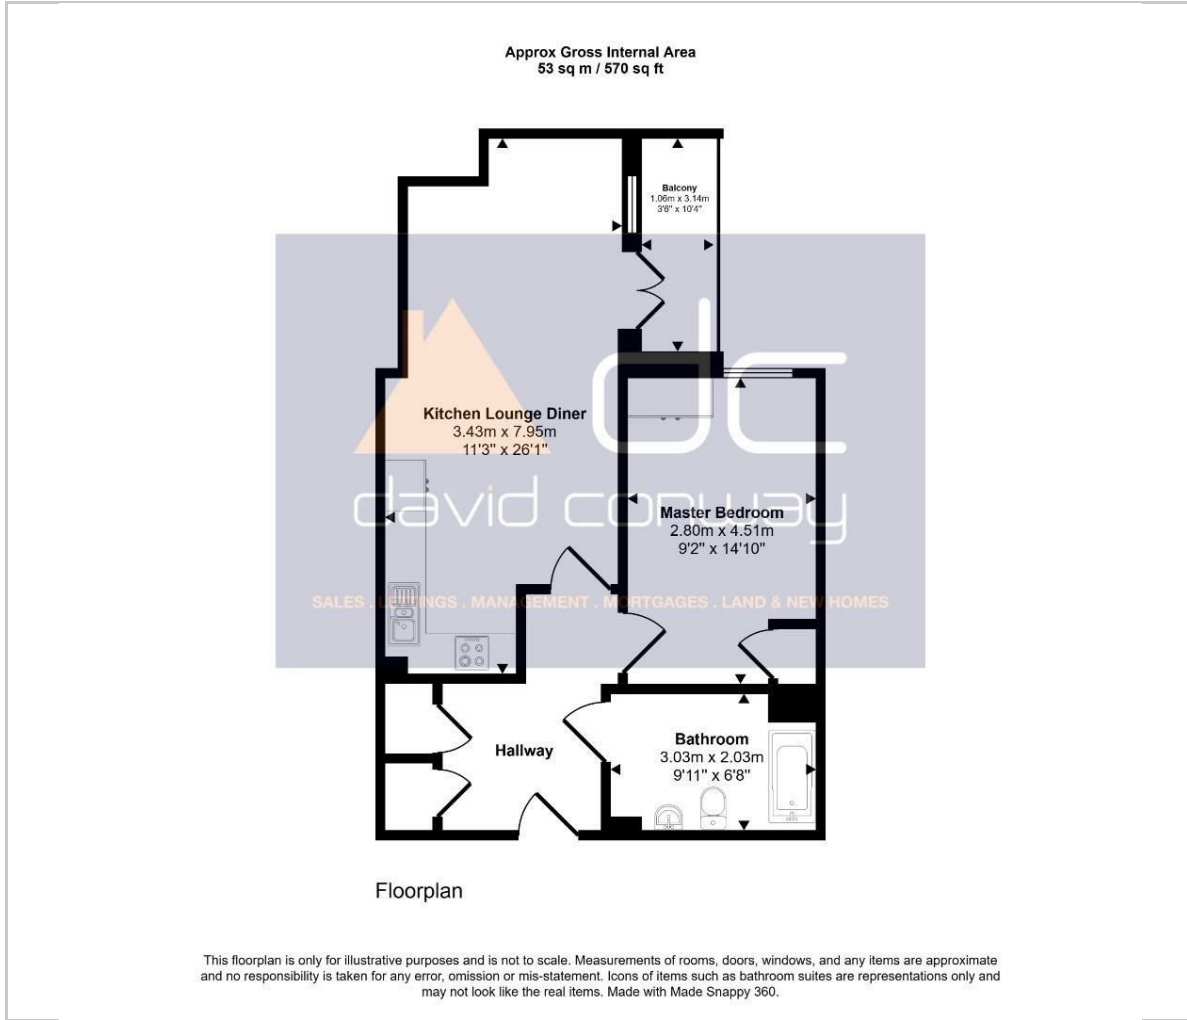 Approx Gross Internal Area
53 sq m / 570 sq ft
Balcony
1.06m x 3.14m
3'6" x 10'4"
Kitchen Lounge Diner
3.43m x 7.95m
11'3" x 26'1"
dc
david conway
Master Bedroom
2.80m x 4.51m
9'2" x 14'10"
SALES . LETTINGS . MANAGEMENT . MORTGAGES . LAND & NEW HOMES
Hallway
Bathroom
3.03m x 2.03m
9'11" x 6'8"
Floorplan
This floorplan is only for illustrative purposes and is not to scale. Measurements of rooms, doors, windows, and any items are approximate
and no responsibility is taken for any error, omission or mis-statement. Icons of items such as bathroom suites are representations only and
may not look like the real items. Made with Made Snappy 360.